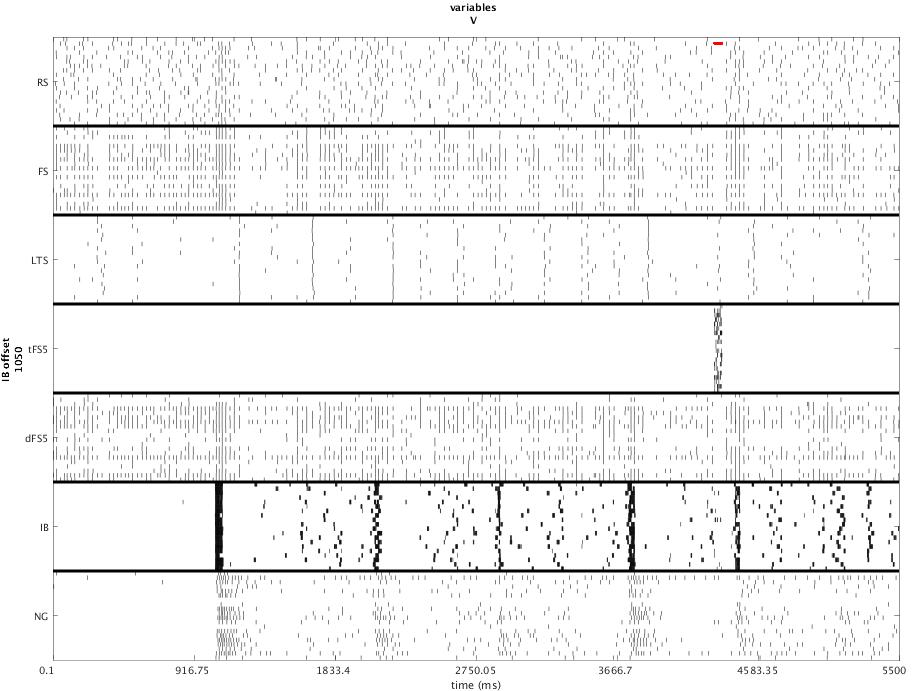 variables
V
RS
FS
LTS
tFS5
dFS5
IB
NG
IB offset
1050
0.1
916.75
1833.4
2750.05
3666.7
4583.35
5500
time (ms)